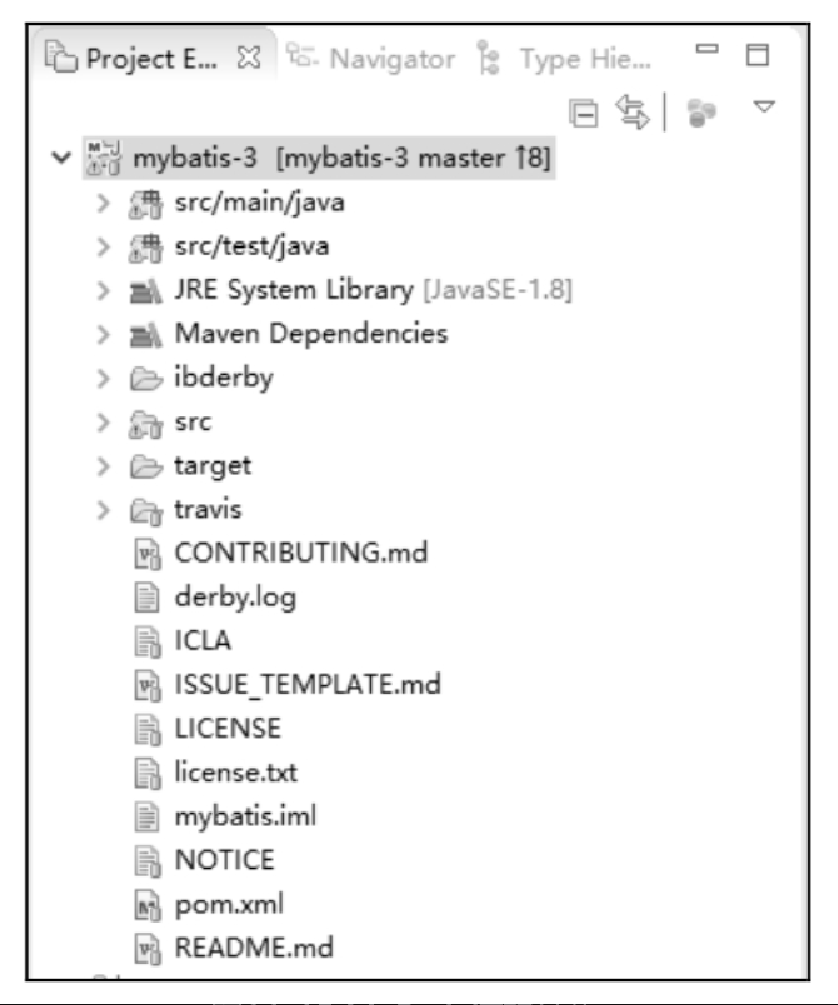 Project E... Navigator Type Hie...
mybatis-3 [mybatis-3 master ↑8]
src/main/java
src/test/java
JRE System Library [JavaSE-1.8]
Maven Dependencies
ibderby
src
target
travis
CONTRIBUTING.md
derby.log
ICLA
ISSUE_TEMPLATE.md
LICENSE
license.txt
mybatis.iml
NOTICE
pom.xml
README.md